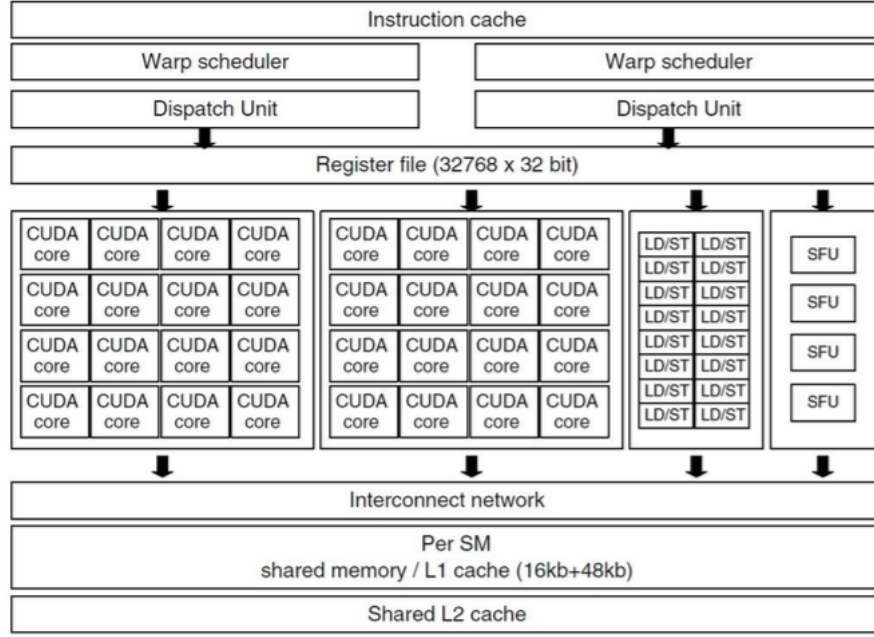 Instruction cache
Warp scheduler Warp scheduler
Dispatch Unit Dispatch Unit
Register file (32768 x 32 bit)
CUDA CUDA CUDA CUDA CUDA CUDA CUDA CUDA
core core core core core core core core
CUDA CUDA CUDA CUDA CUDA CUDA CUDA CUDA
core core core core core core core core
CUDA CUDA CUDA CUDA CUDA CUDA CUDA CUDA
core core core core core core core core
CUDA CUDA CUDA CUDA CUDA CUDA CUDA CUDA
core core core core core core core core
LD/ST LD/ST
LD/ST LD/ST
LD/ST LD/ST
LD/ST LD/ST
LD/ST LD/ST
LD/ST LD/ST
LD/ST LD/ST
LD/ST LD/ST
SFU
SFU
SFU
SFU
Interconnect network
Per SM
shared memory / L1 cache (16kb+48kb)
Shared L2 cache